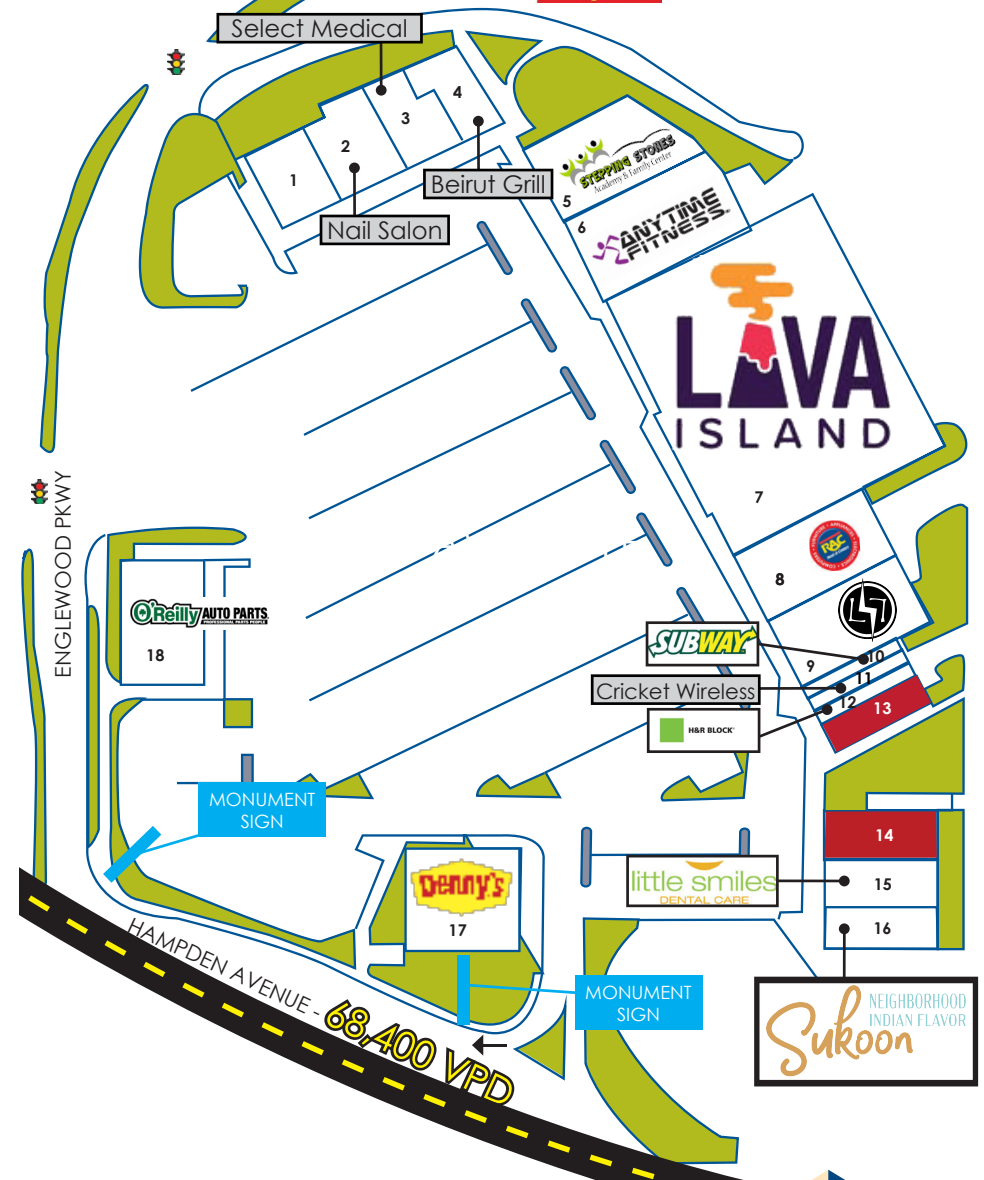 Select Medical
4
3
2
1
Beirut Grill
Nail Salon
STEPPING STONES
Academy & Family Center
5
6
ANYTIME
FITNESS
LAVA
ISLAND
7
ENGLEWOOD PKWY
RAC
8
O'Reilly AUTO PARTS
PROFESSIONAL PARTS PEOPLE
18
SUBWAY
9
10
11
Cricket Wireless
12
13
H&R BLOCK
MONUMENT
SIGN
14
Denny's
17
little smiles
DENTAL CARE
15
16
HAMPDEN AVENUE - 68,400 VPD
MONUMENT
SIGN
Sukoon
NEIGHBORHOOD
INDIAN FLAVOR